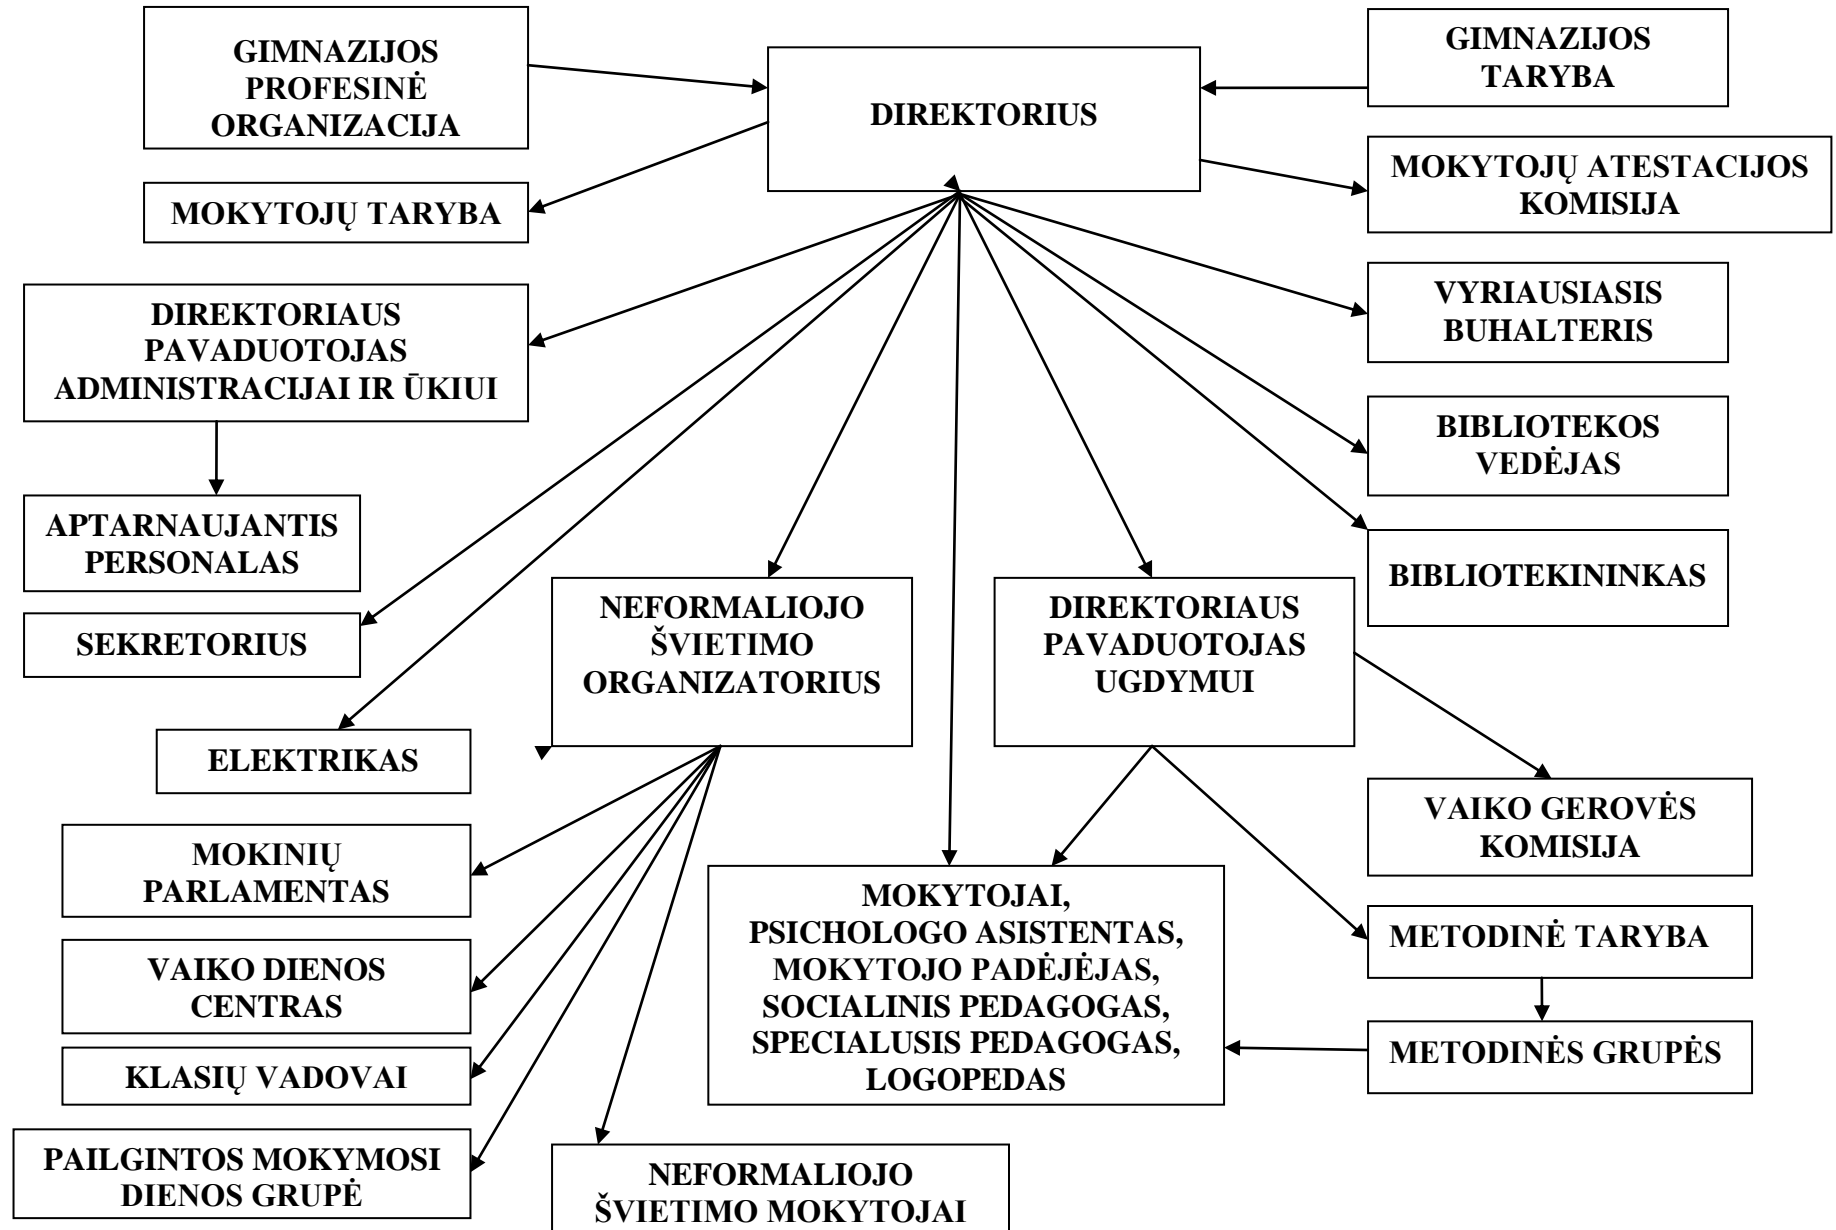 GIMNAZIJOS
PROFESINĖ
ORGANIZACIJA
DIREKTORIUS
GIMNAZIJOS
TARYBA
MOKYTOJŲ ATESTACIJOS
KOMISIJA
MOKYTOJŲ TARYBA
DIREKTORIAUS
PAVADUOTOJAS
ADMINISTRACIJAI IR ŪKIUI
VYRIAUSIASIS
BUHALTERIS
BIBLIOTEKOS
VEDĖJAS
APTARNAUJANTIS
PERSONALAS
BIBLIOTEKININKAS
SEKRETORIUS
NEFORMALIOJO
ŠVIETIMO
ORGANIZATORIUS
DIREKTORIAUS
PAVADUOTOJAS
UGDYMUI
ELEKTRIKAS
VAIKO GEROVĖS
KOMISIJA
MOKINIŲ
PARLAMENTAS
MOKYTOJAI,
PSICHOLOGO ASISTENTAS,
MOKYTOJO PADĖJĖJAS,
SOCIALINIS PEDAGOGAS,
SPECIALUSIS PEDAGOGAS,
LOGOPEDAS
METODINĖ TARYBA
VAIKO DIENOS
CENTRAS
METODINĖS GRUPĖS
KLASIŲ VADOVAI
PAILGINTOS MOKYMOSI
DIENOS GRUPĖ
NEFORMALIOJO
ŠVIETIMO MOKYTOJAI